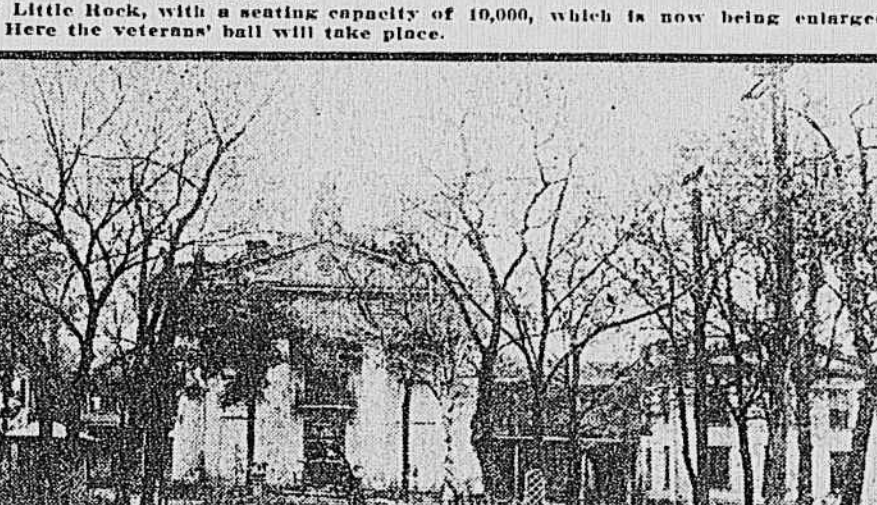 Little Rock, with a seating capacity of 10,000, which is now being enlarge
Here the veterans' ball will take place.